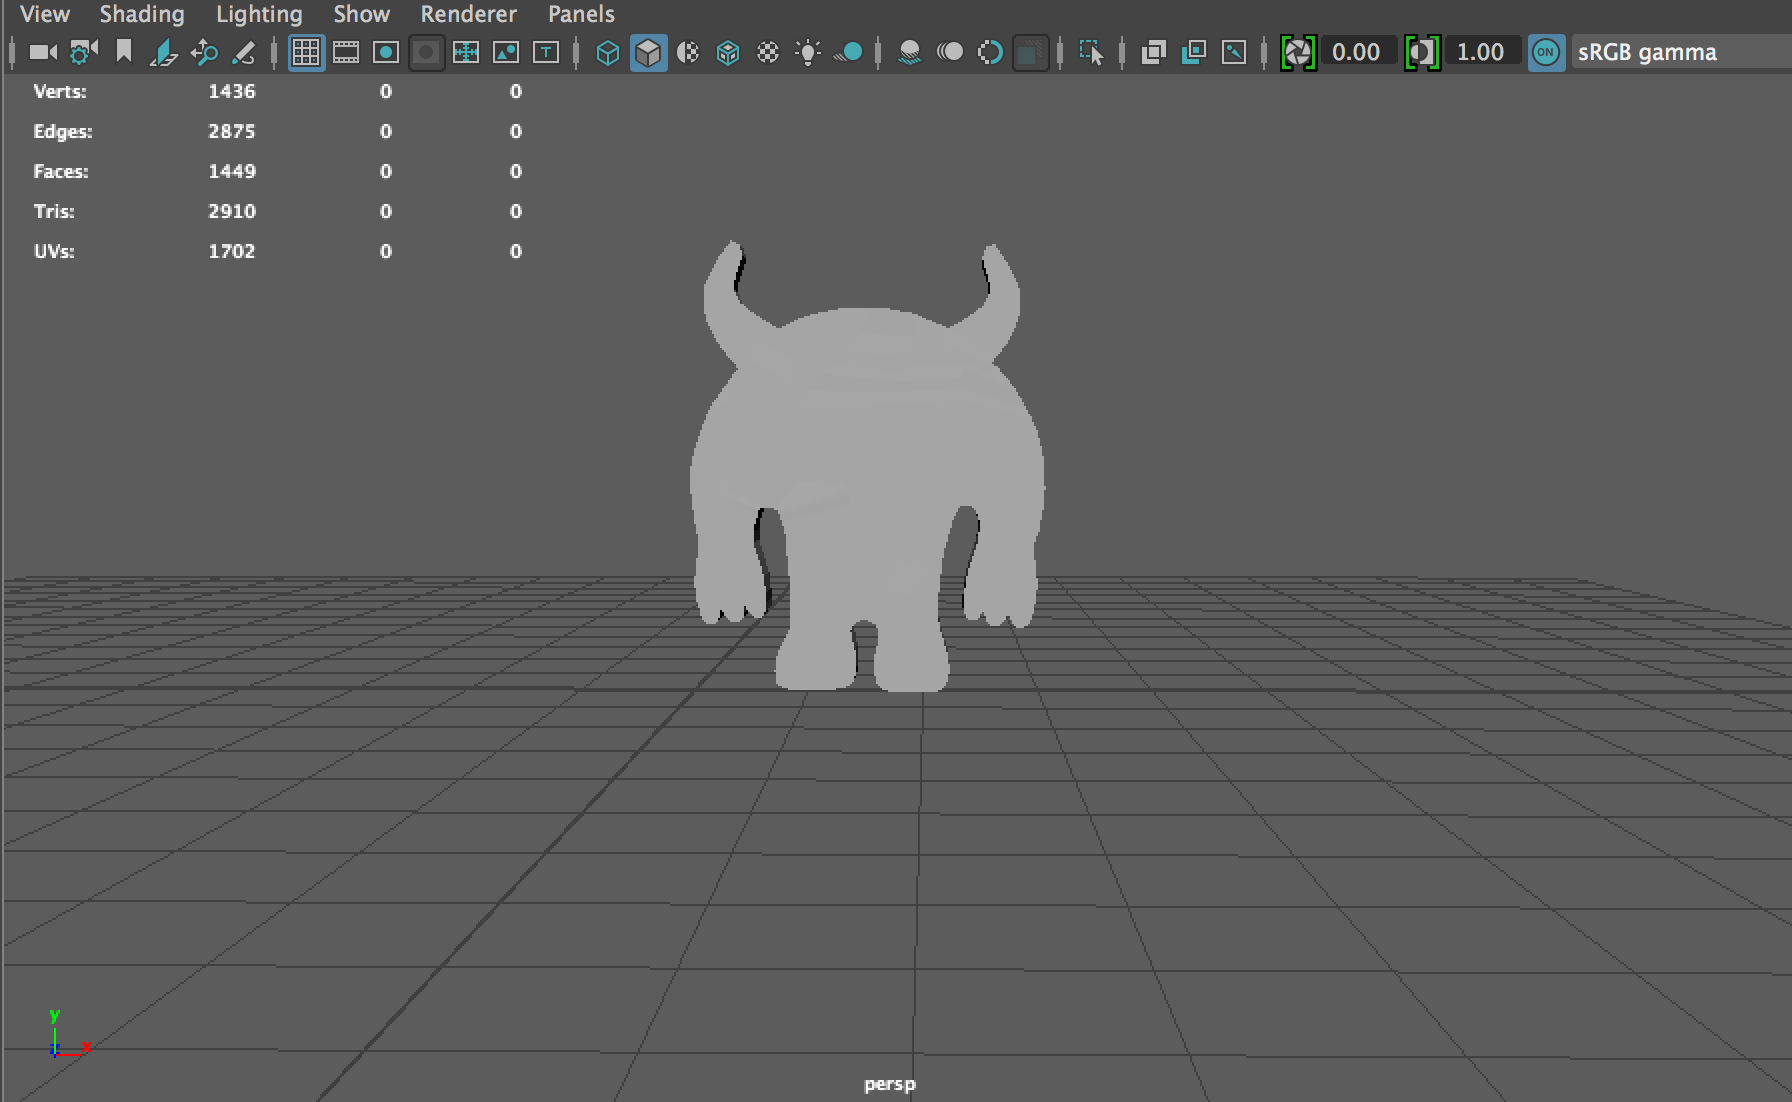 View Shading Lighting Show Renderer Panels
T 0.00 1.00 ON sRGB gamma
Verts: 1436 0 0
Edges: 2875 0 0
Faces: 1449 0 0
Tris: 2910 0 0
UVs: 1702 0 0
y
x
persp